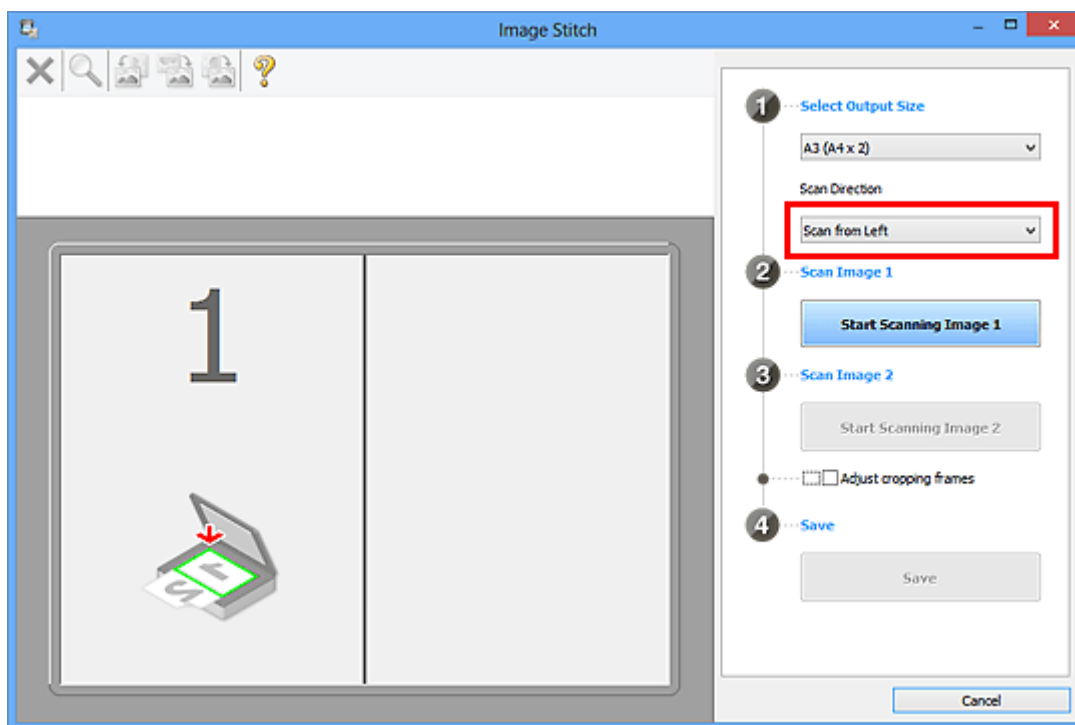 Image Stitch
1
Select Output Size
A3 (A4 x 2)
Scan Direction
Scan from Left
2
Scan Image 1
Start Scanning Image 1
3
Scan Image 2
Start Scanning Image 2
Adjust cropping frames
4
Save
Save
Cancel
1
1
2